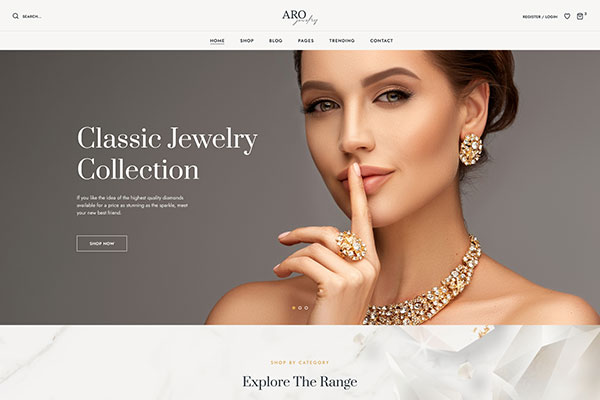 SEARCH...
ARO
jewelry
REGISTER / LOGIN
0
HOME SHOP BLOG PAGES TRENDING CONTACT
Classic Jewelry
Collection
If you like the idea of the highest quality diamonds
available for a price as stunning as the sparkle, meet
your new best friend.
SHOP NOW
SHOP BY CATEGORY
Explore The Range